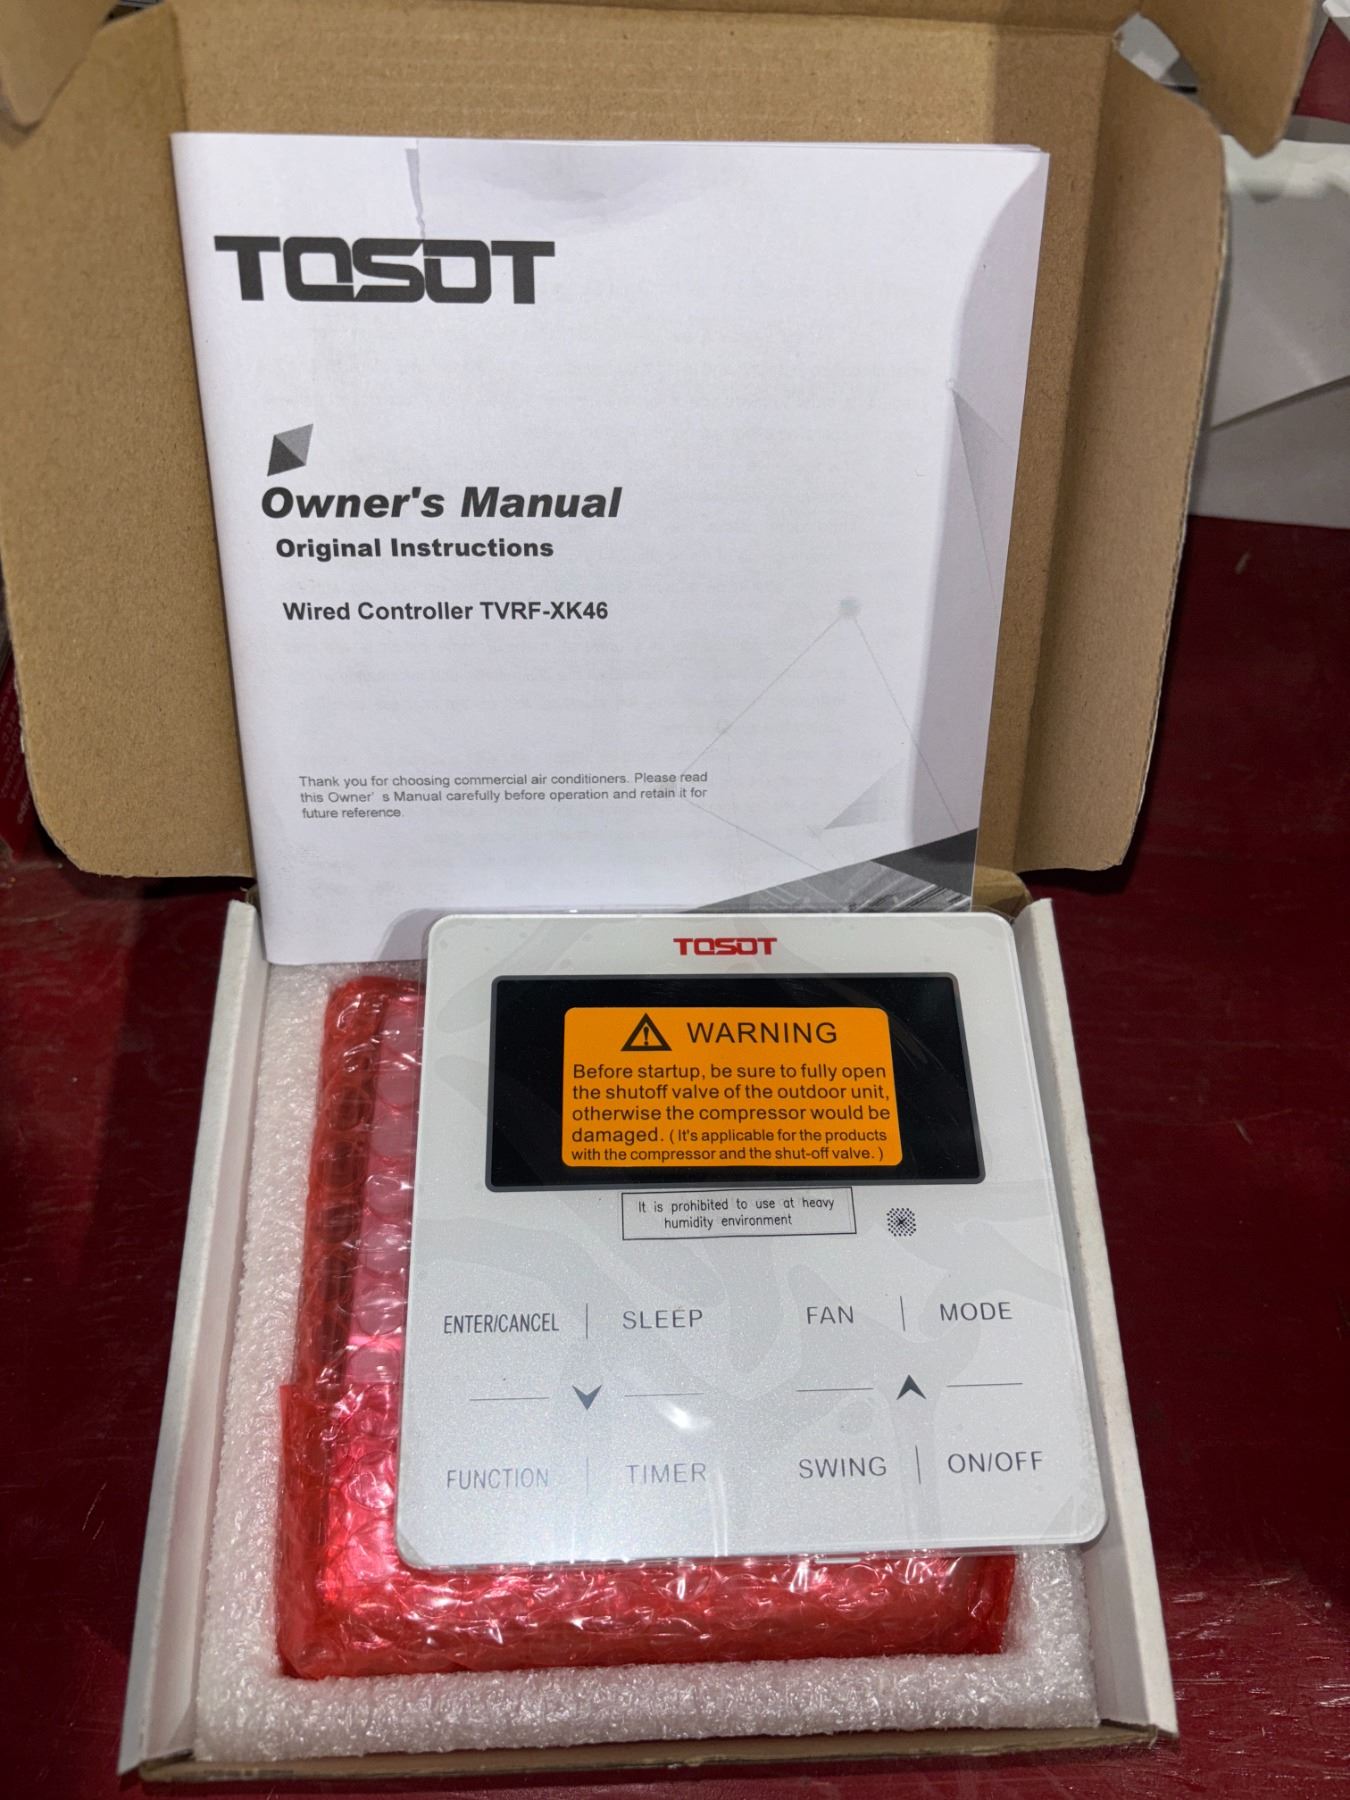 TOSOT
Owner's Manual
Original Instructions
Wired Controller TVRF-XK46
Thank you for choosing commercial air conditioners. Please read
this Owner' s Manual carefully before operation and retain it for
future reference.
TOSOT
WARNING
Before startup, be sure to fully open
the shutoff valve of the outdoor unit,
otherwise the compressor would be
damaged. ( It's applicable for the products
with the compressor and the shut-off valve. )
It is prohibited to use at heavy
humidity environment
ENTER/CANCEL | SLEEP FAN | MODE
FUNCTION | TIMER SWING | ON/OFF